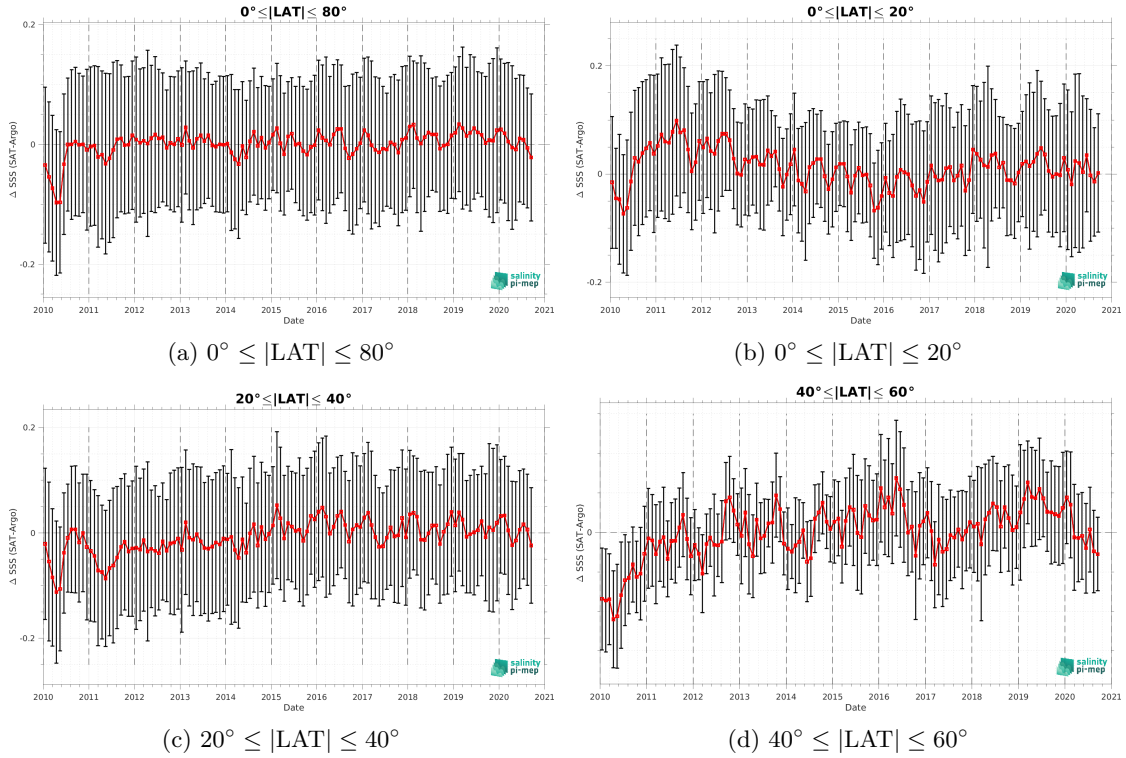 0°≤|LAT|≤ 80°
0.2
0
-0.2
Δ SSS (SAT-Argo)
2010 2011 2012 2013 2014 2015 2016 2017 2018 2019 2020 2021
Date
salinity
pi-mep
(a) 0° ≤ |LAT| ≤ 80°
0°≤|LAT|≤ 20°
0.2
0
-0.2
Δ SSS (SAT-Argo)
2010 2011 2012 2013 2014 2015 2016 2017 2018 2019 2020 2021
Date
salinity
pi-mep
(b) 0° ≤ |LAT| ≤ 20°
20°≤|LAT|≤ 40°
0.2
0
-0.2
Δ SSS (SAT-Argo)
2010 2011 2012 2013 2014 2015 2016 2017 2018 2019 2020 2021
Date
salinity
pi-mep
(c) 20° ≤ |LAT| ≤ 40°
40°≤|LAT|≤ 60°
0
Δ SSS (SAT-Argo)
2010 2011 2012 2013 2014 2015 2016 2017 2018 2019 2020 2021
Date
salinity
pi-mep
(d) 40° ≤ |LAT| ≤ 60°